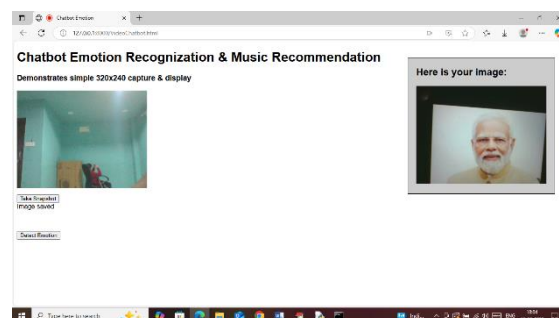 Chatbot Emotion
Chatbot Emotion Recognization & Music Recommendation
Demonstrates simple 320x240 capture & display
Here is your image:
Take Snapshot
Image saved
Detect Emotion
Type here to search
ENG